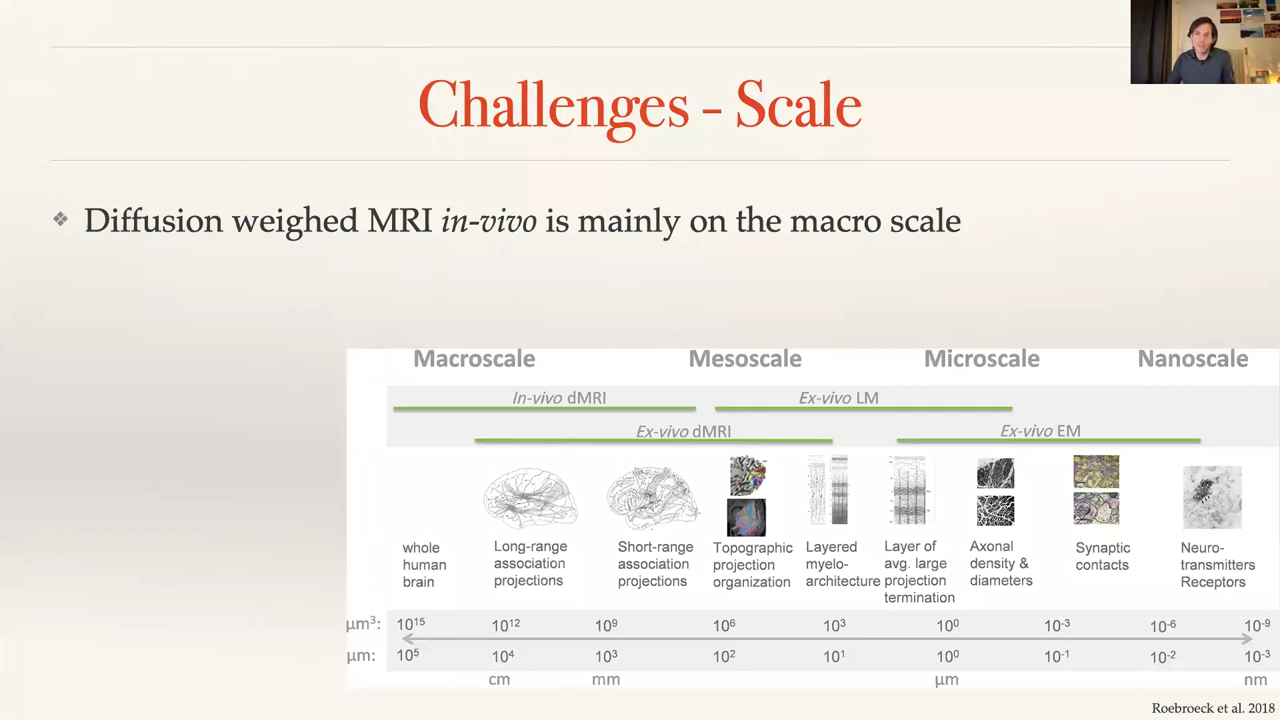 Challenges - Scale
❖ Diffusion weighed MRI in-vivo is mainly on the macro scale
Macroscale Mesoscale Microscale Nanoscale
In-vivo dMRI Ex-vivo LM
Ex-vivo dMRI Ex-vivo EM
whole human brain
Long-range association projections
Short-range association projections
Topographic projection organization
Layered myelo-architecture
Layer of avg. large projection termination
Axonal density & diameters
Synaptic contacts
Neuro-transmitters Receptors
µm³: 10¹⁵ 10¹² 10⁹ 10⁶ 10³ 10⁰ 10⁻³ 10⁻⁶ 10⁻⁹
µm: 10⁵ 10⁴ 10³ 10² 10¹ 10⁰ 10⁻¹ 10⁻² 10⁻³
cm mm µm nm
Roebroeck et al. 2018